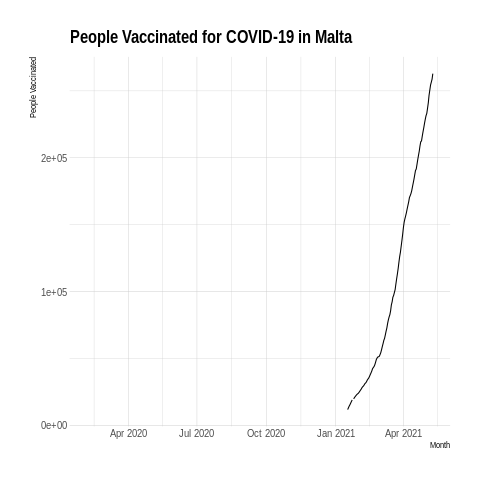 People Vaccinated for COVID-19 in Malta
People Vaccinated
2e+05
1e+05
0e+00
Apr 2020 Jul 2020 Oct 2020 Jan 2021 Apr 2021
Month